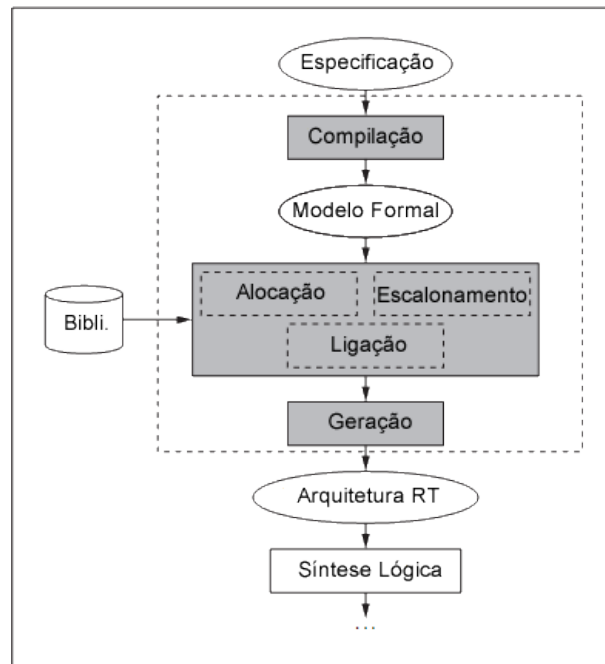 Especificação
Compilação
Modelo Formal
Alocação
Escalonamento
Bibli.
Ligação
Geração
Arquitetura RT
Síntese Lógica
...